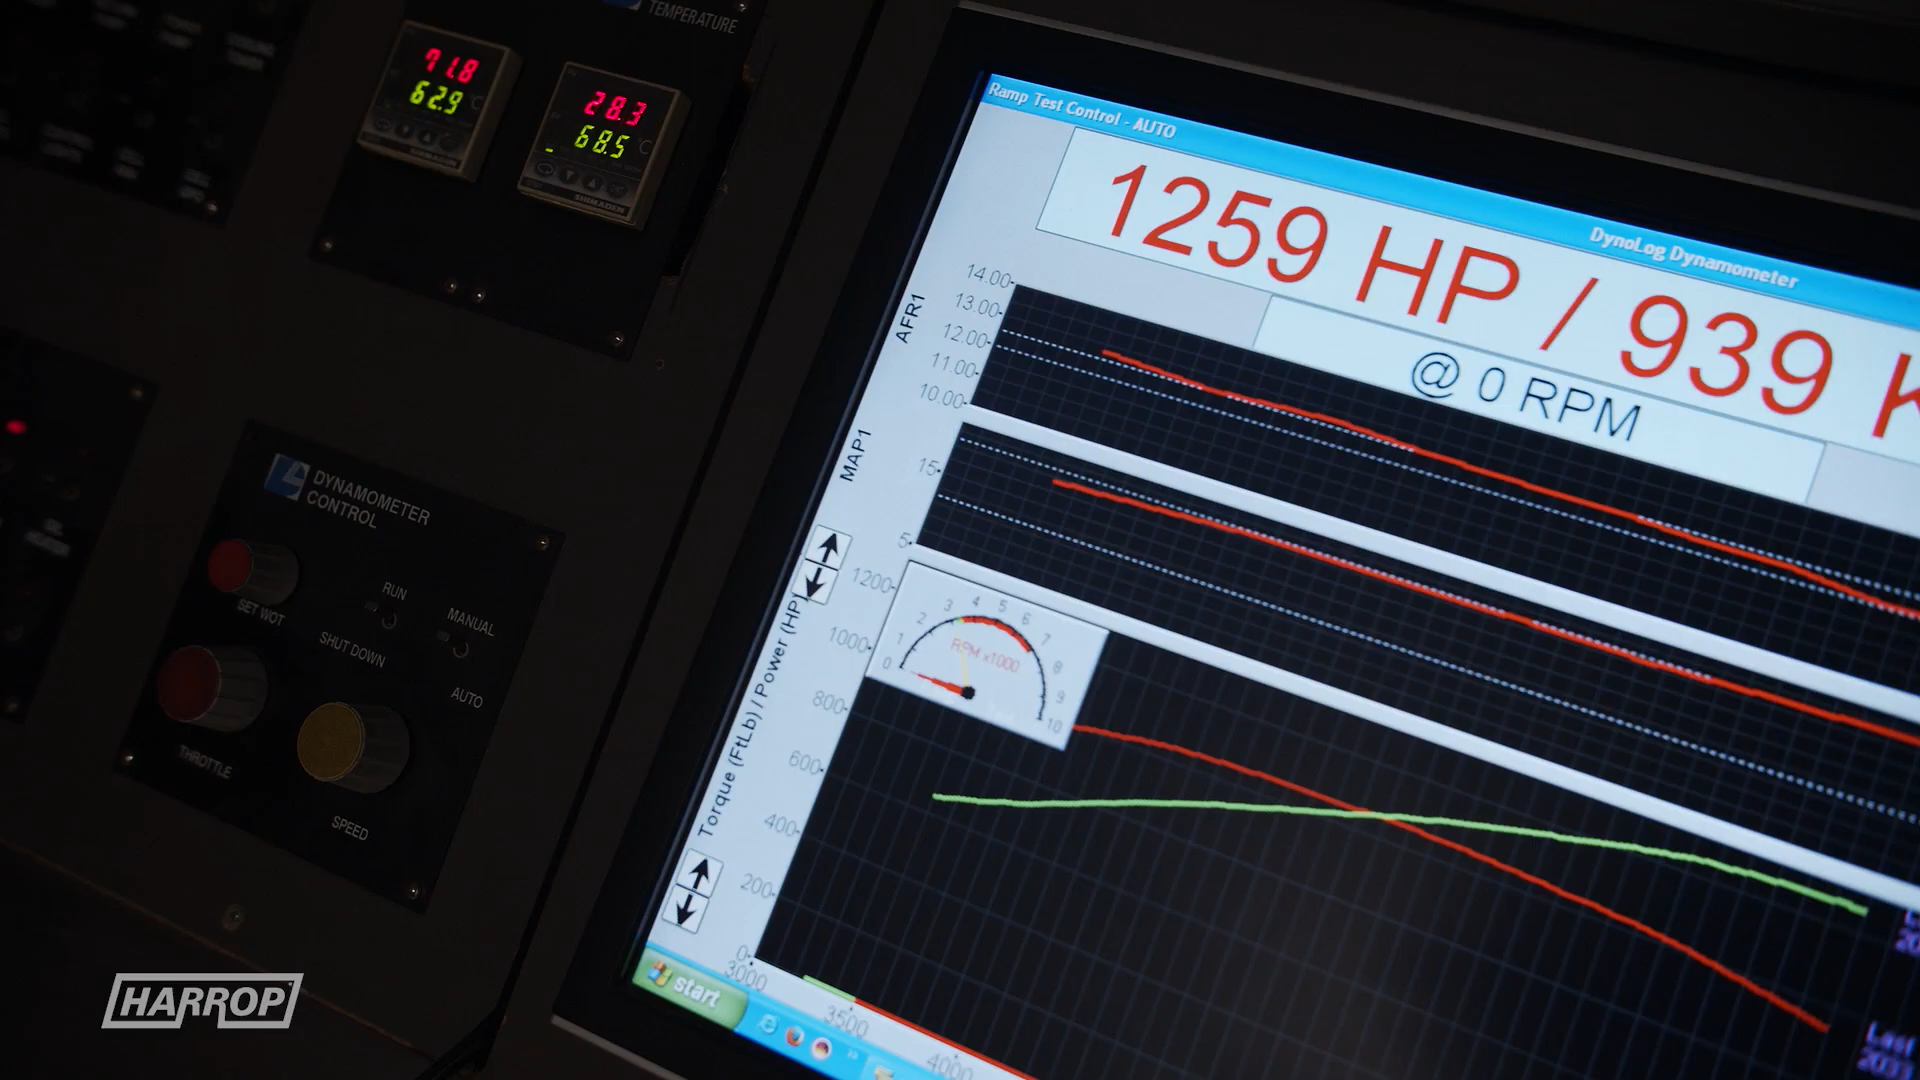 TEMPERATURE
71.8
62.9
C
SHIMADEN
28.3
68.5
C
SHIMADEN
DYNAMOMETER
CONTROL
SET WOT
RUN
SHUT DOWN
MANUAL
AUTO
THROTTLE
SPEED
HARROP
Ramp Test Control - AUTO
DynoLog Dynamometer
1259 HP / 939 K
@ 0 RPM
AFR1
14.00
13.00
12.00
11.00
10.00
MAP1
15
5
Torque (FtLb) / Power (HP)
1200
1000
800
600
400
200
0
0 1 2 3 4 5 6 7 8 9 10
RPM x1000
3000
3500
4000
start
Last